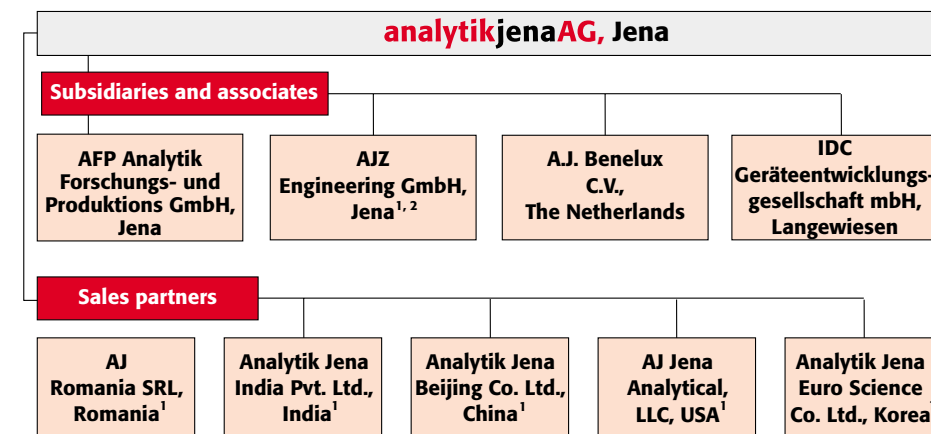 analytikjenaAG, Jena
Subsidiaries and associates
AFP Analytik
Forschungs- und
Produktions GmbH,
Jena
AJZ
Engineering GmbH,
Jena1, 2
A.J. Benelux
C.V.,
The Netherlands
IDC
Geräteentwicklungs-
gesellschaft mbH,
Langewiesen
Sales partners
AJ
Romania SRL,
Romania1
Analytik Jena
India Pvt. Ltd.,
India1
Analytik Jena
Beijing Co. Ltd.,
China1
AJ Jena
Analytical,
LLC, USA1
Analytik Jena
Euro Science
Co. Ltd., Korea